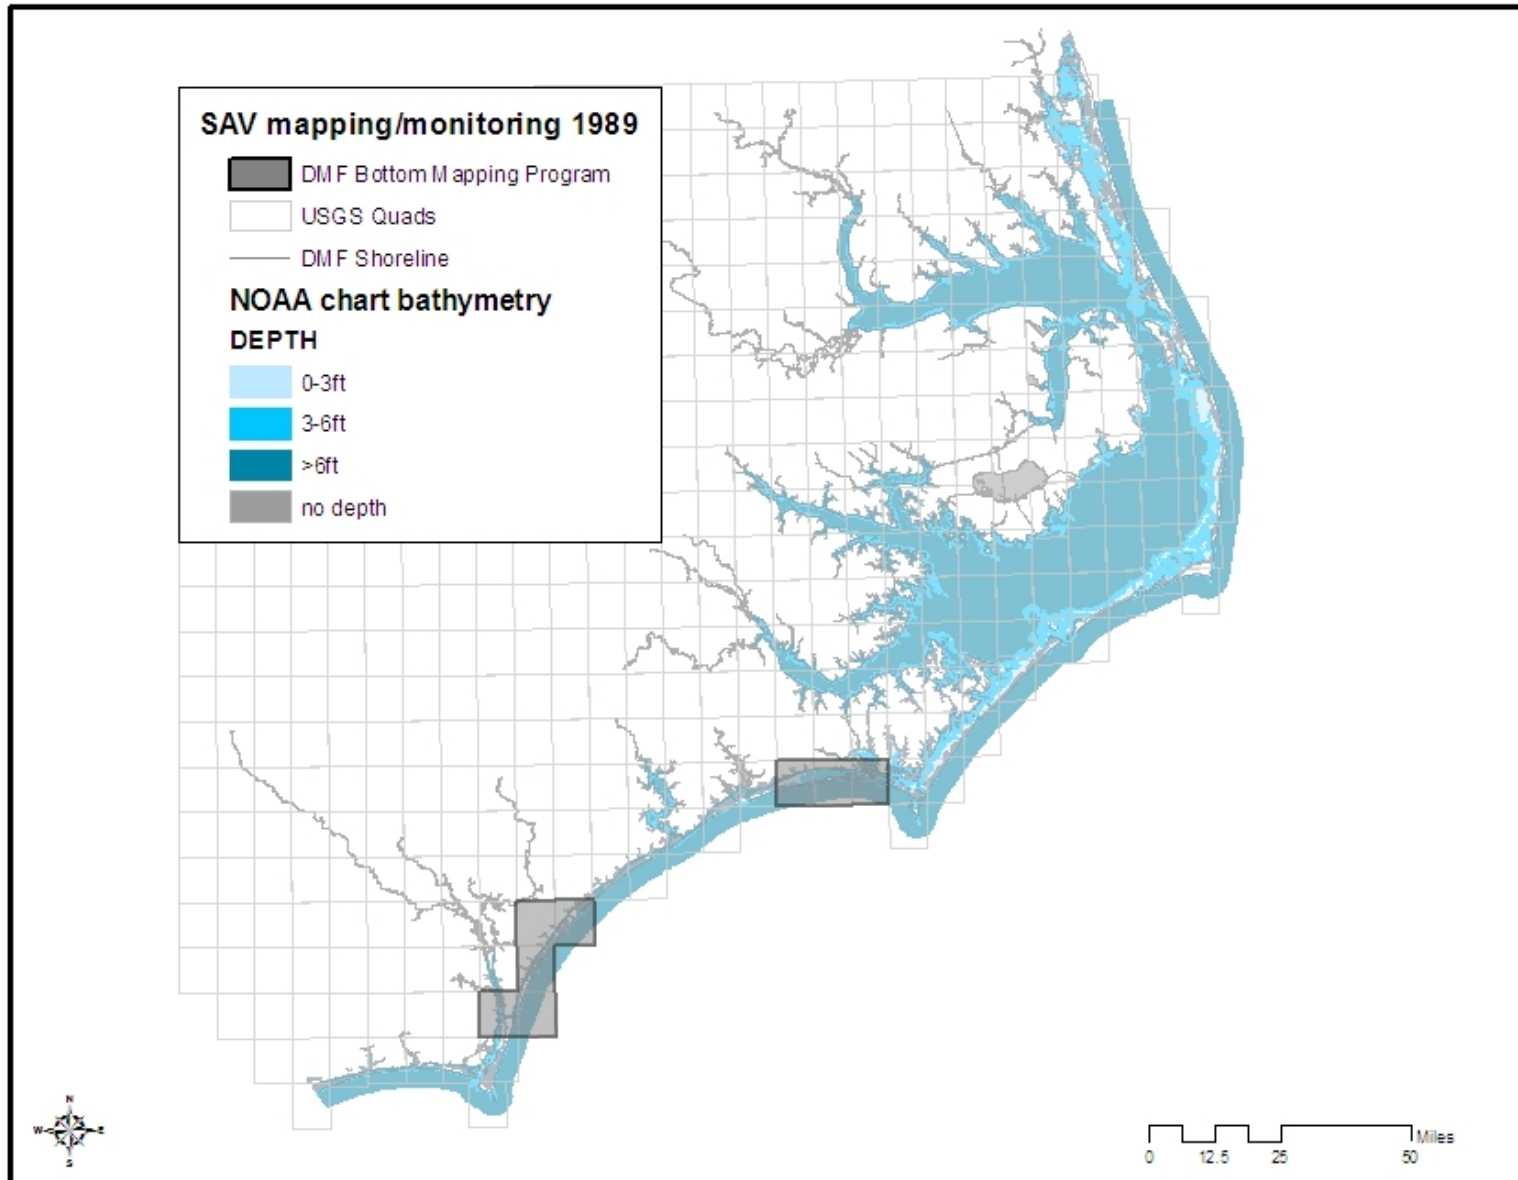 SAV mapping/monitoring 1989
DMF Bottom Mapping Program
USGS Quads
DMF Shoreline
NOAA chart bathymetry
DEPTH
0-3ft
3-6ft
>6ft
no depth
N
W E
S
Miles
0 12.5 25 50